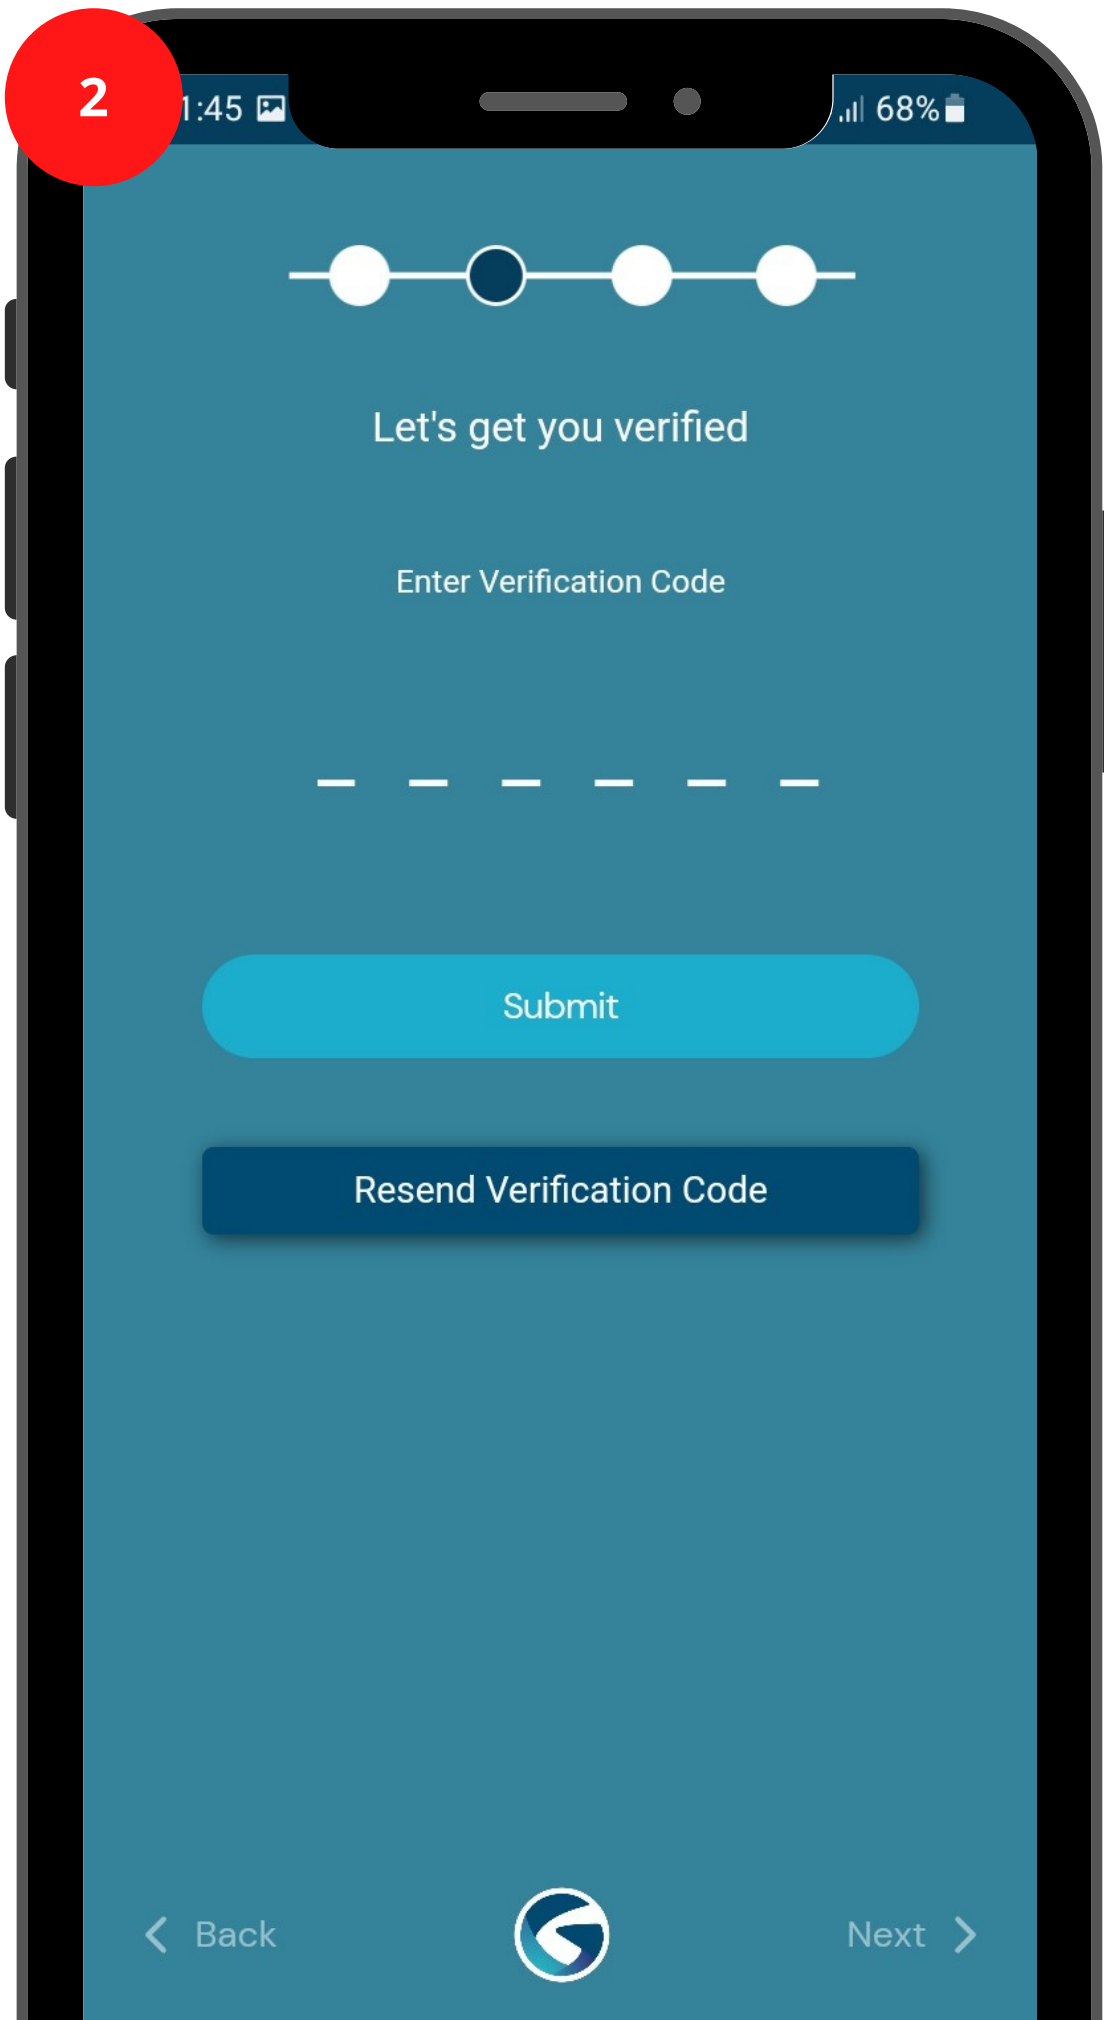 2
1:45
68%
Let's get you verified
Enter Verification Code
Submit
Resend Verification Code
Back
Next